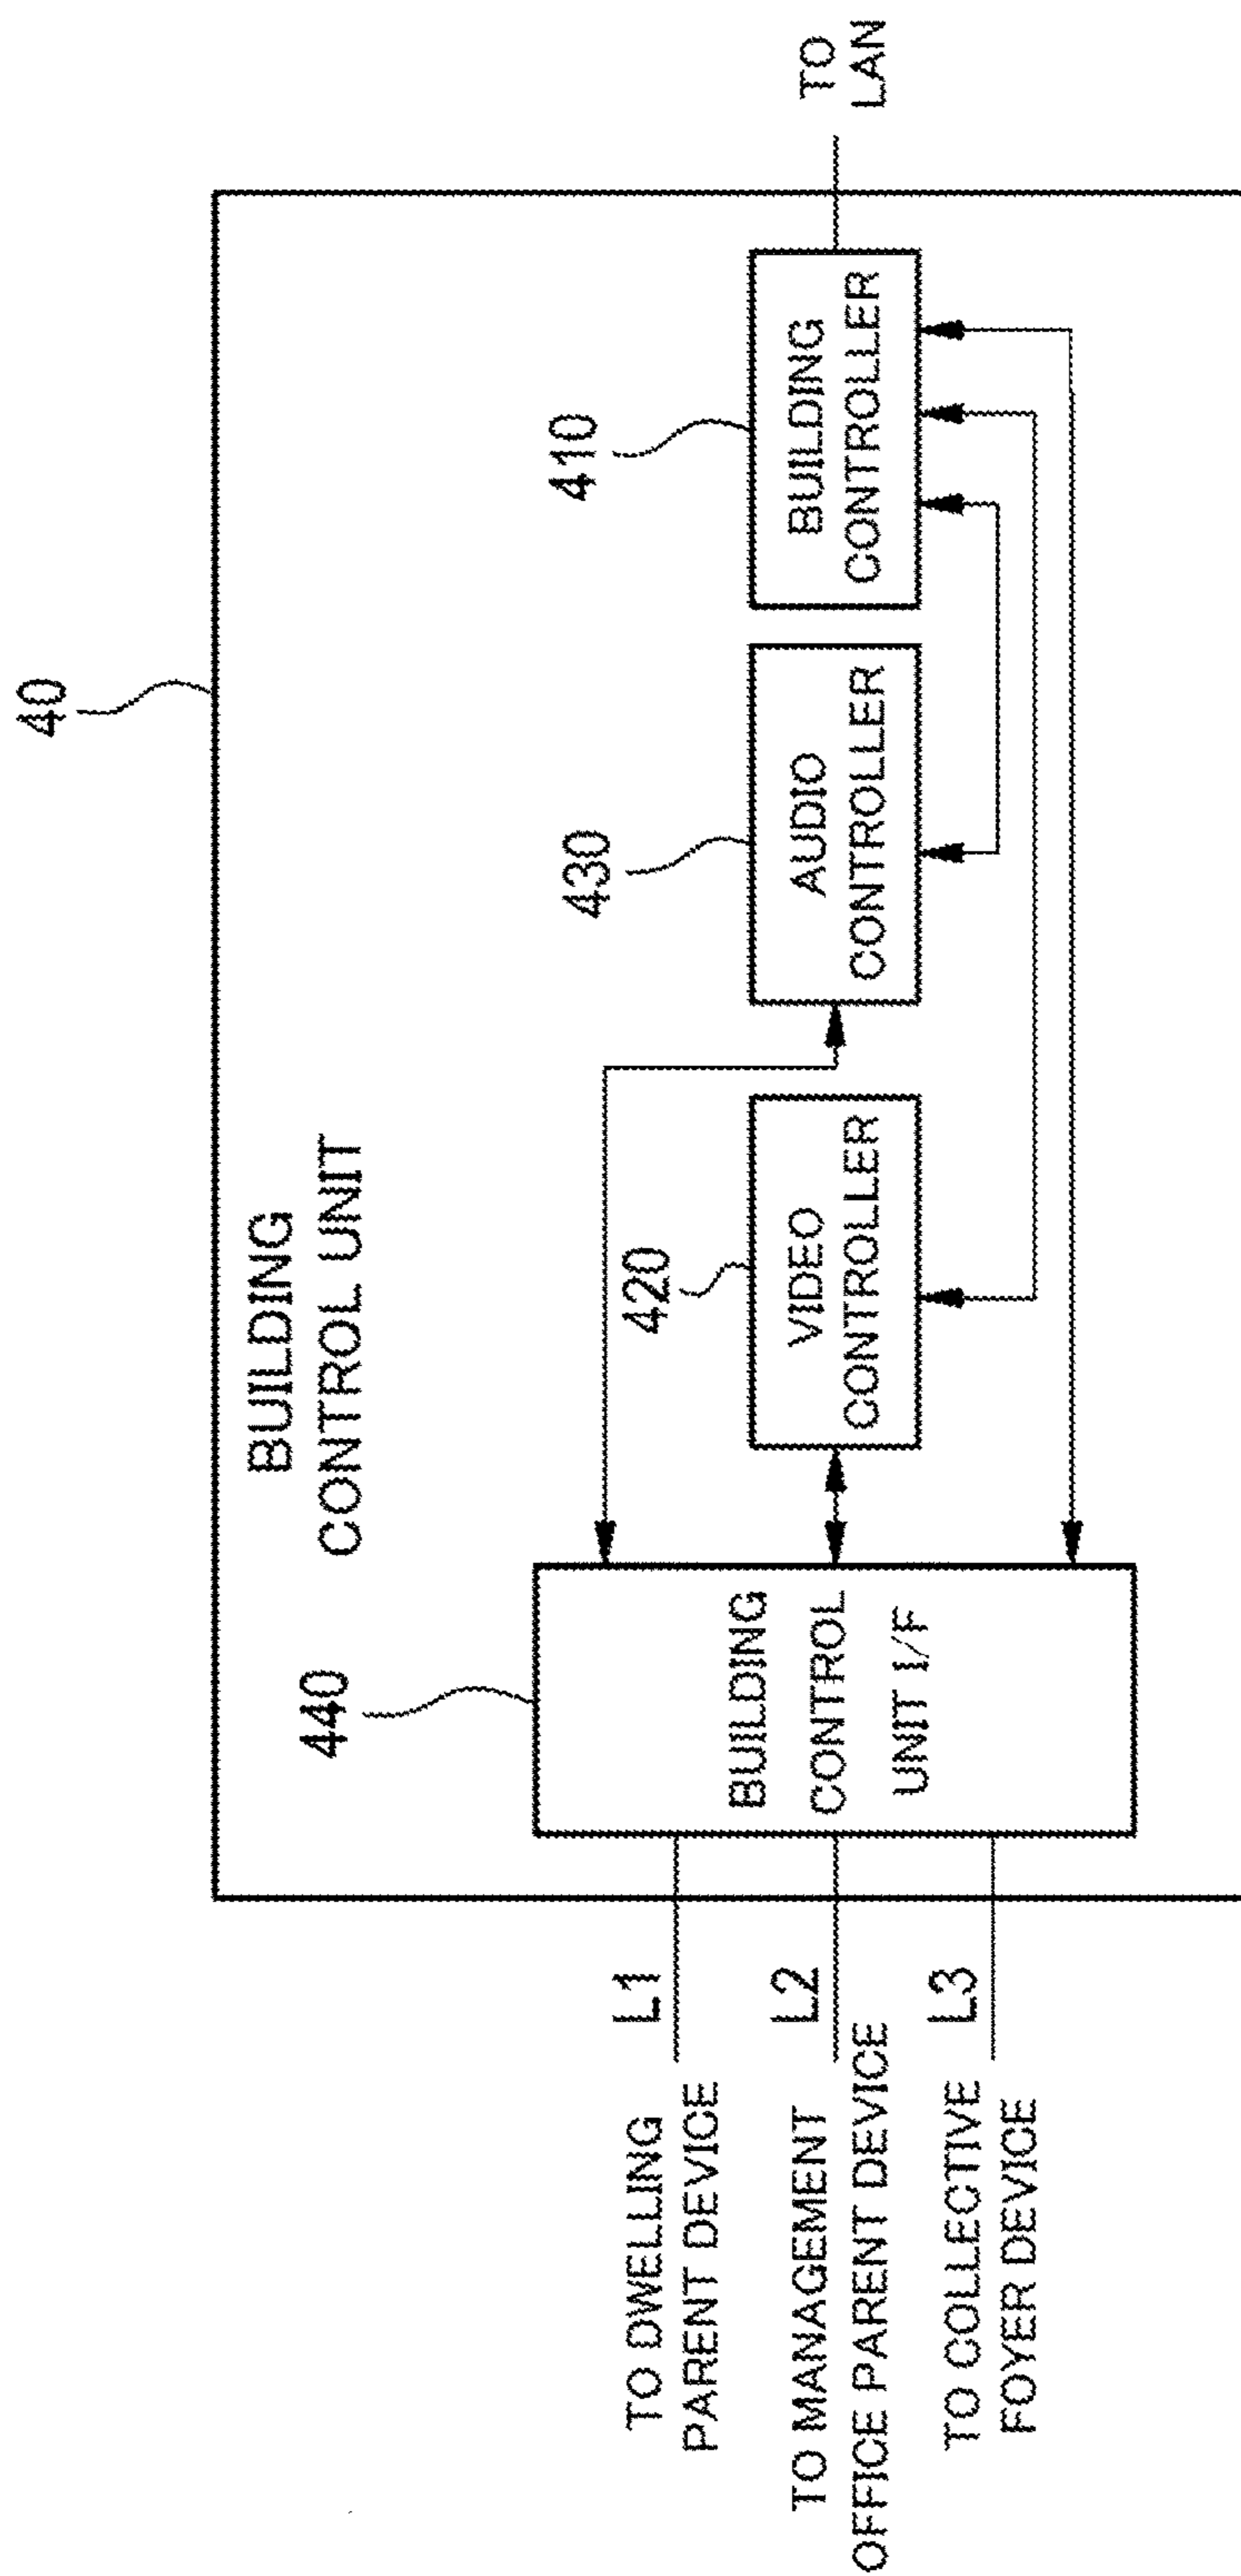 40
BUILDING
CONTROL UNIT
440
BUILDING
CONTROL
UNIT I/F
420
VIDEO
CONTROLLER
430
AUDIO
CONTROLLER
410
BUILDING
CONTROLLER
TO
LAN
L1
TO DWELLING
PARENT DEVICE
L2
TO MANAGEMENT
OFFICE PARENT DEVICE
L3
TO COLLECTIVE
FOYER DEVICE